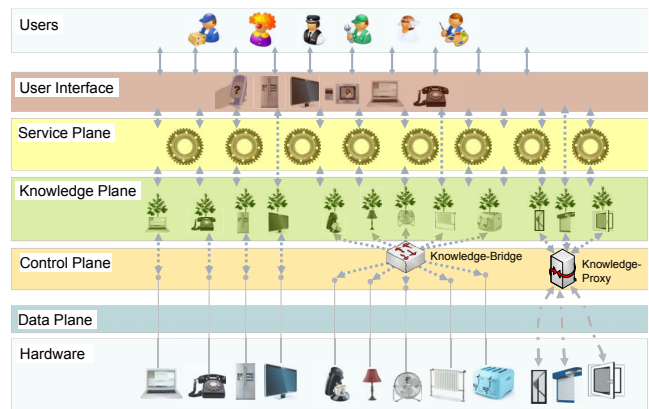 Users
User Interface
Service Plane
Knowledge Plane
Control Plane
Knowledge-Bridge
Knowledge-
Proxy
Data Plane
Hardware